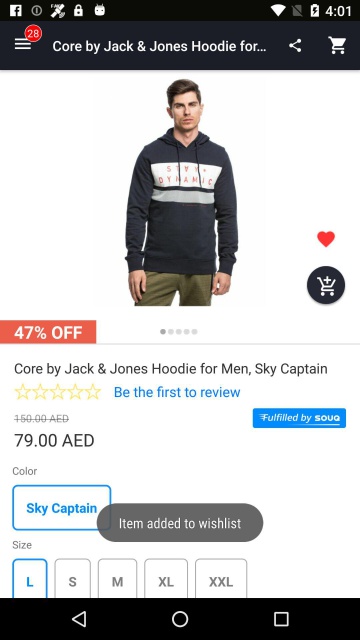 4:01
28
Core by Jack & Jones Hoodie for...
STAY
DYNAMIC
47% OFF
Core by Jack & Jones Hoodie for Men, Sky Captain
Be the first to review
150.00 AED
Fulfilled by souq
79.00 AED
Color
Sky Captain
Item added to wishlist
Size
L
S
M
XL
XXL